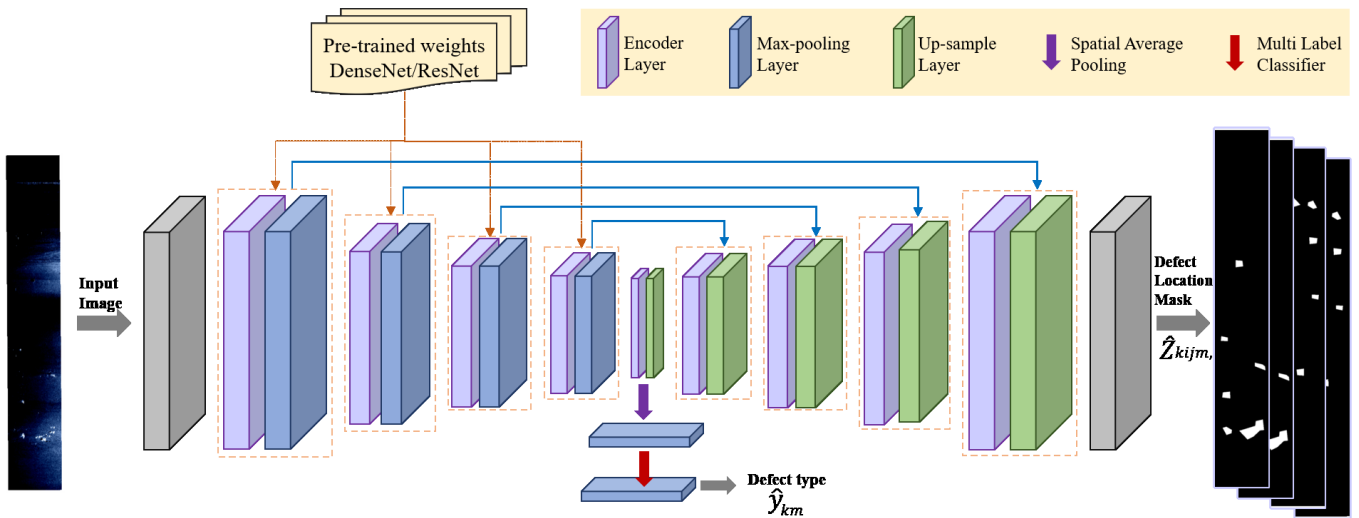 Pre-trained weights
DenseNet/ResNet
Encoder
Layer
Max-pooling
Layer
Up-sample
Layer
Spatial Average
Pooling
Multi Label
Classifier
Input
Image
Defect
Location
Mask
Ẑkijm,
Defect type
ŷkm